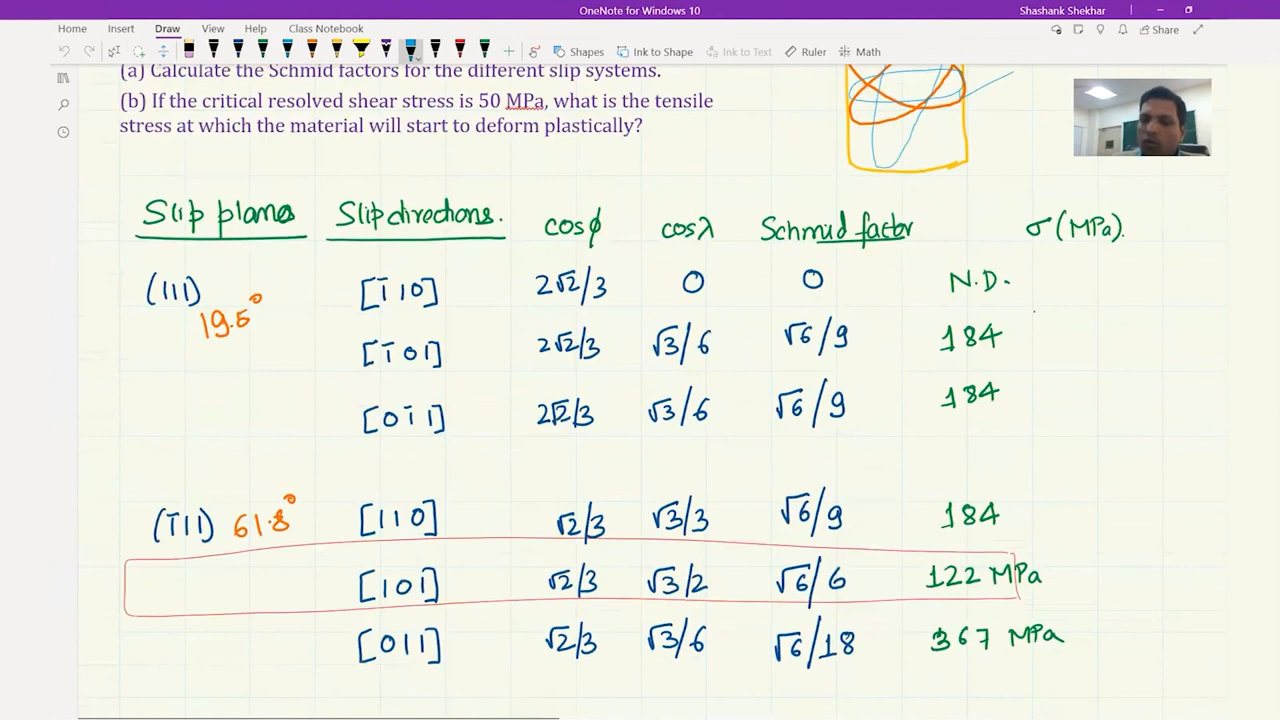 OneNote for Windows 10
Shashank Shekhar
Home Insert Draw View Help Class Notebook
Share
Shapes Ink to Shape Ink to Text Ruler Math
(a) Calculate the Schmid factors for the different slip systems.
(b) If the critical resolved shear stress is 50 MPa, what is the tensile
stress at which the material will start to deform plastically?
Slip plane Slip directions. cosϕ cosλ Schmid factor σ (MPa).
(111) [1̅10] 2√2/3 0 0 N.D.
19.5°
[1̅01] 2√2/3 √3/6 √6/9 184
[01̅1] 2√2/3 √3/6 √6/9 184
(1̅11) 61.8° [110] √2/3 √3/3 √6/9 184
[101] √2/3 √3/2 √6/6 122 MPa
[011] √2/3 √3/6 √6/18 367 MPa